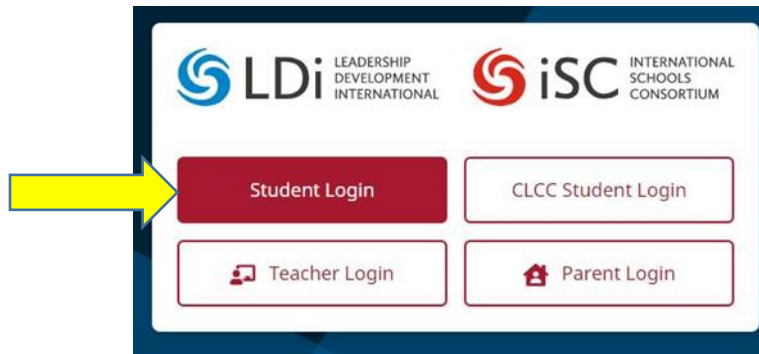 LDi LEADERSHIP DEVELOPMENT INTERNATIONAL
iSC INTERNATIONAL SCHOOLS CONSORTIUM
Student Login
CLCC Student Login
Teacher Login
Parent Login